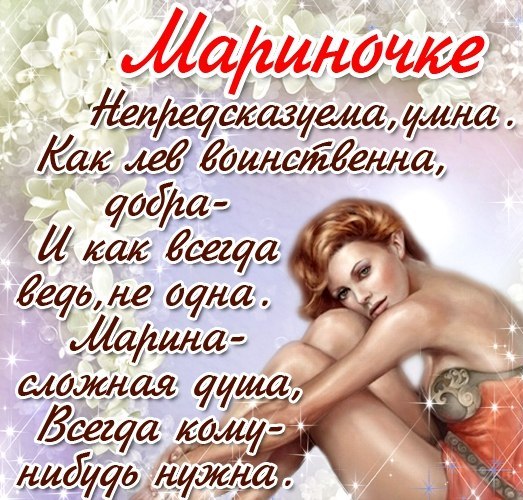 Мариночке
Непредсказуема, умна.
Как лев воинственна,
добра-
И как всегда
ведь, не одна.
Марина-
сложная душа,
Всегда кому-
нибудь нужна.